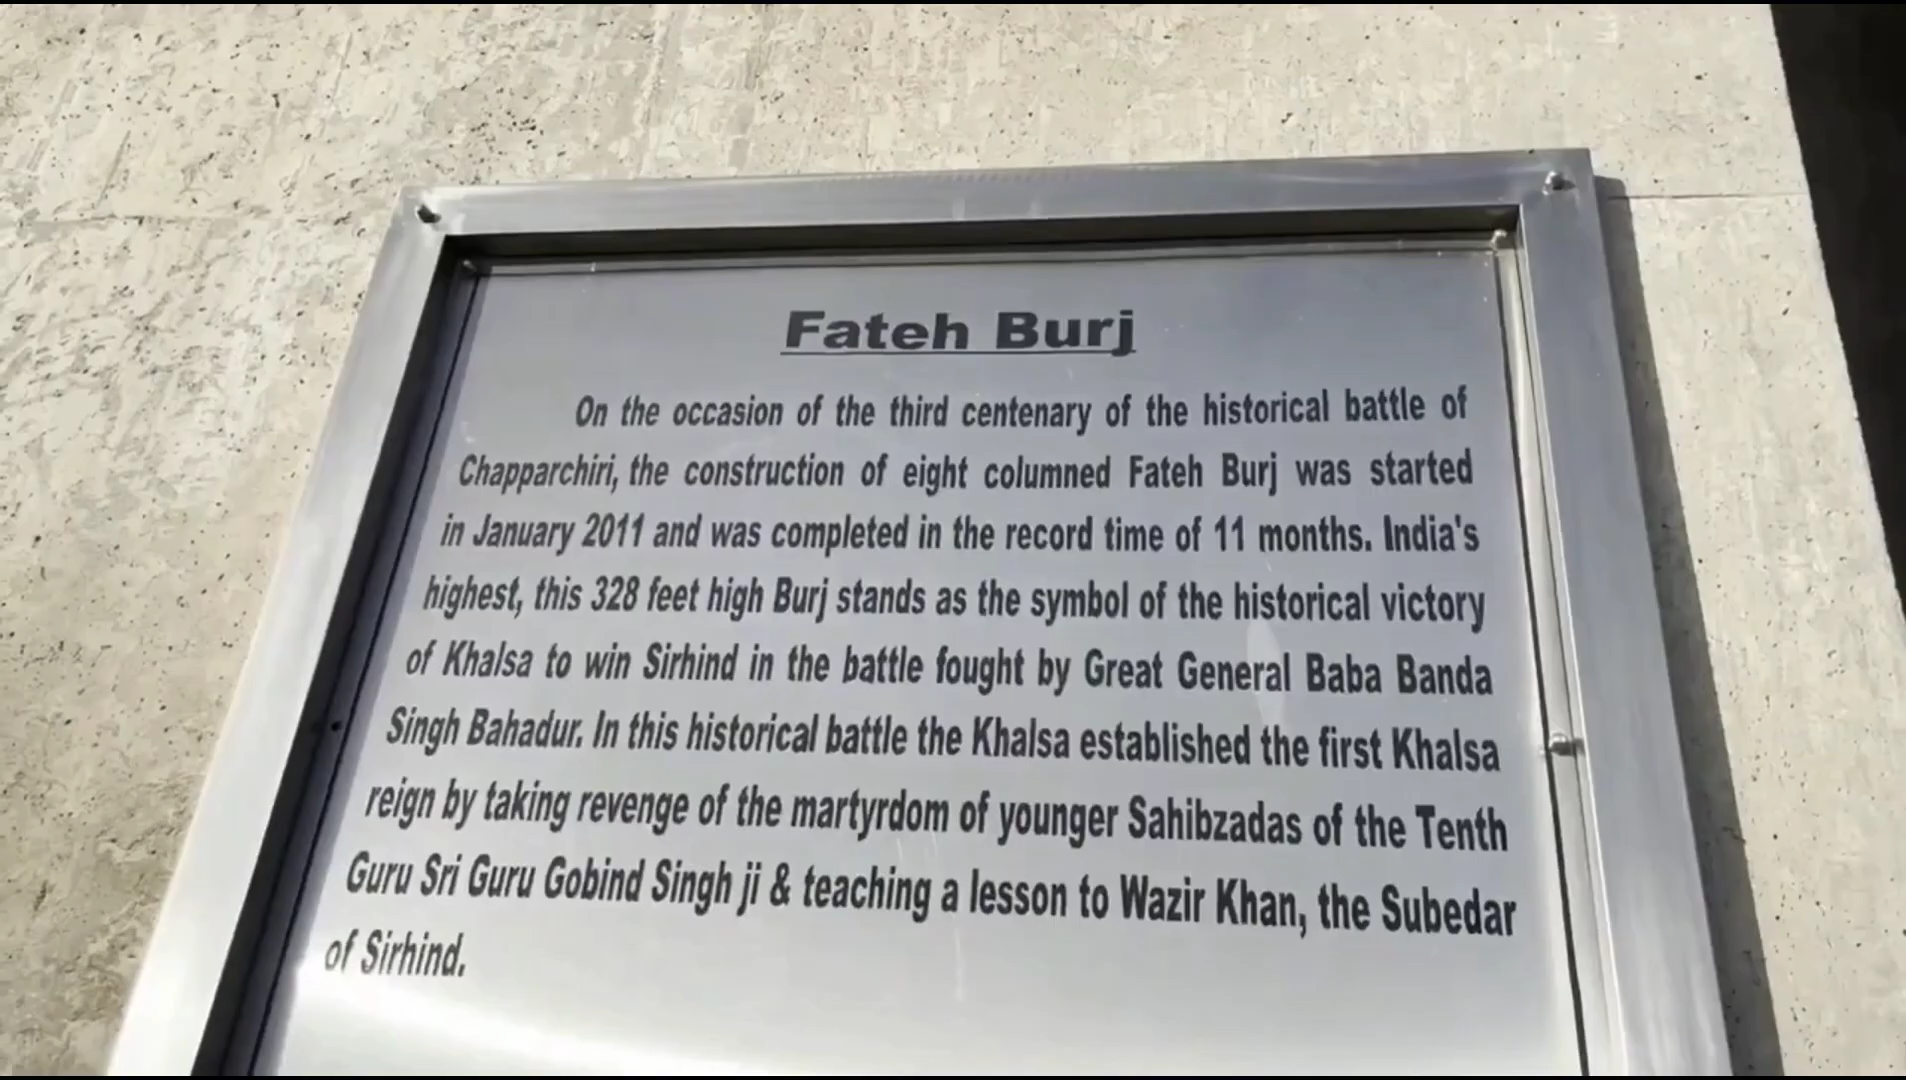 Fateh Burj
On the occasion of the third centenary of the historical battle of
Chapparchiri, the construction of eight columned Fateh Burj was started
in January 2011 and was completed in the record time of 11 months. India's
highest, this 328 feet high Burj stands as the symbol of the historical victory
of Khalsa to win Sirhind in the battle fought by Great General Baba Banda
Singh Bahadur. In this historical battle the Khalsa established the first Khalsa
reign by taking revenge of the martyrdom of younger Sahibzadas of the Tenth
Guru Sri Guru Gobind Singh ji & teaching a lesson to Wazir Khan, the Subedar
of Sirhind.